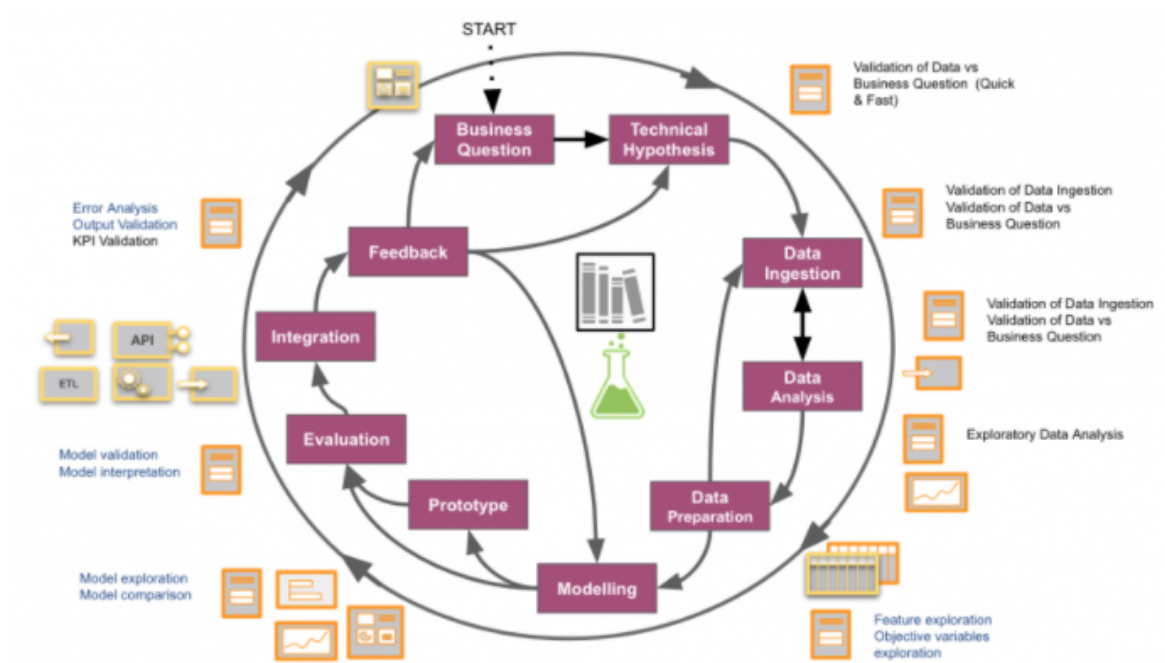 START
Business
Question
Technical
Hypothesis
Validation of Data vs
Business Question (Quick
& Fast)
Error Analysis
Output Validation
KPI Validation
Feedback
Data
Ingestion
Validation of Data Ingestion
Validation of Data vs
Business Question
Integration
Validation of Data Ingestion
Validation of Data vs
Business Question
API
ETL
Data
Analysis
Evaluation
Exploratory Data Analysis
Model validation
Model interpretation
Prototype
Data
Preparation
Modelling
Model exploration
Model comparison
Feature exploration
Objective variables
exploration